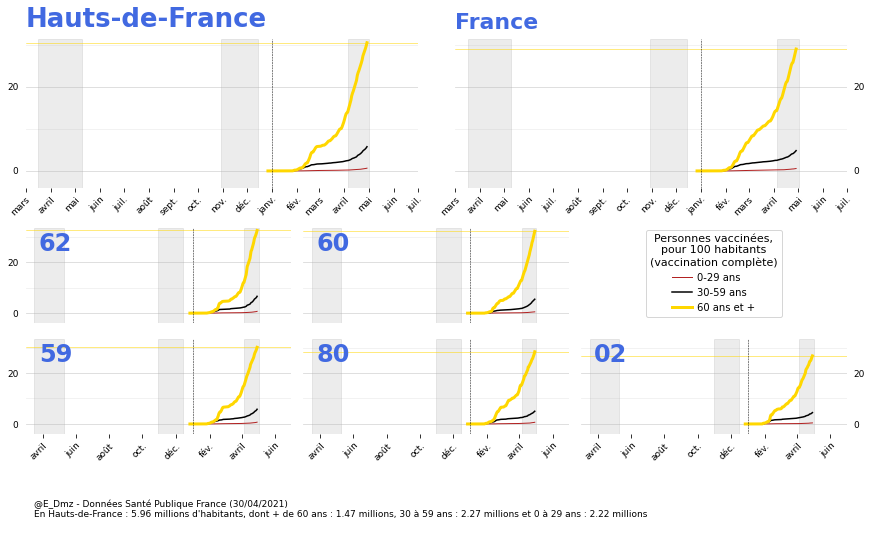 Hauts-de-France
France
20
0
20
0
mars avril mai juin juil. août sept. oct. nov. déc. janv. fév. mars avril mai juin juil.
mars avril mai juin juil. août sept. oct. nov. déc. janv. fév. mars avril mai juin juil.
62
60
20
0
Personnes vaccinées,
pour 100 habitants
(vaccination complète)
0-29 ans
30-59 ans
60 ans et +
59
80
02
20
0
20
0
avril juin août oct. déc. fév. avril juin
avril juin août oct. déc. fév. avril juin
avril juin août oct. déc. fév. avril juin
@E_Dmz - Données Santé Publique France (30/04/2021)
En Hauts-de-France : 5.96 millions d'habitants, dont + de 60 ans : 1.47 millions, 30 à 59 ans : 2.27 millions et 0 à 29 ans : 2.22 millions